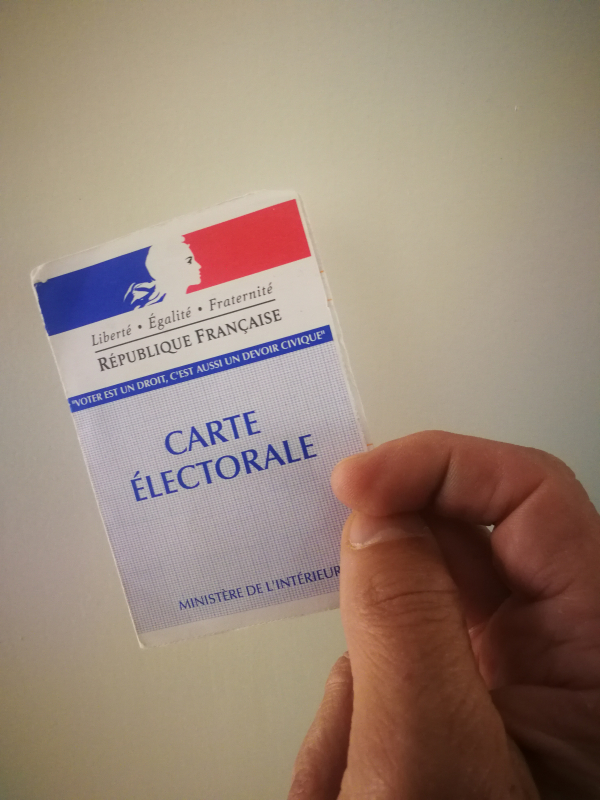 Liberté • Égalité • Fraternité
RÉPUBLIQUE FRANÇAISE
"VOTER EST UN DROIT, C'EST AUSSI UN DEVOIR CIVIQUE"
CARTE
ÉLECTORALE
MINISTÈRE DE L'INTÉRIEUR